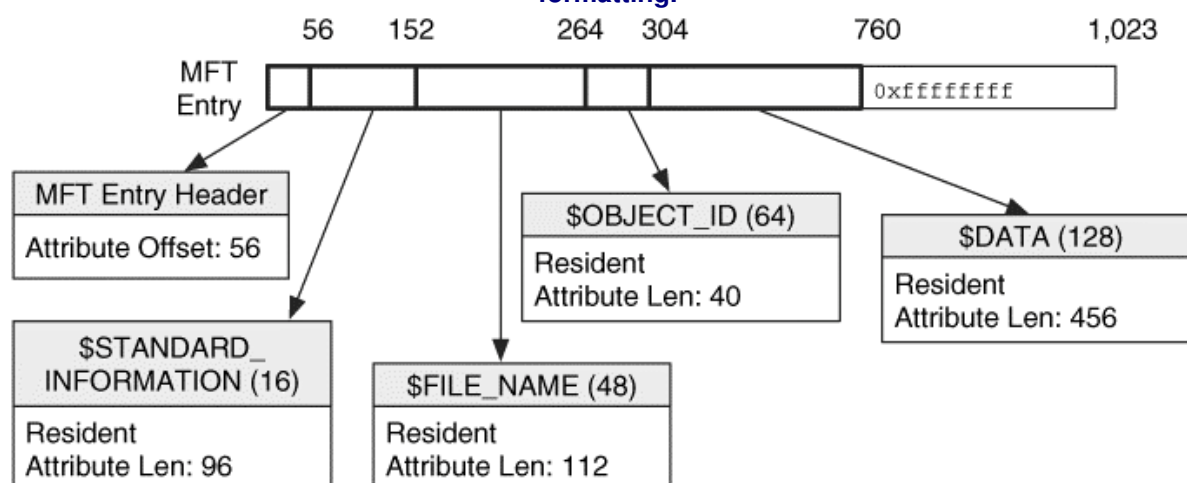 formatting.
56 152 264 304 760 1,023
MFT
Entry
0xffffffff
MFT Entry Header
Attribute Offset: 56
$STANDARD_
INFORMATION (16)
Resident
Attribute Len: 96
$FILE_NAME (48)
Resident
Attribute Len: 112
$OBJECT_ID (64)
Resident
Attribute Len: 40
$DATA (128)
Resident
Attribute Len: 456